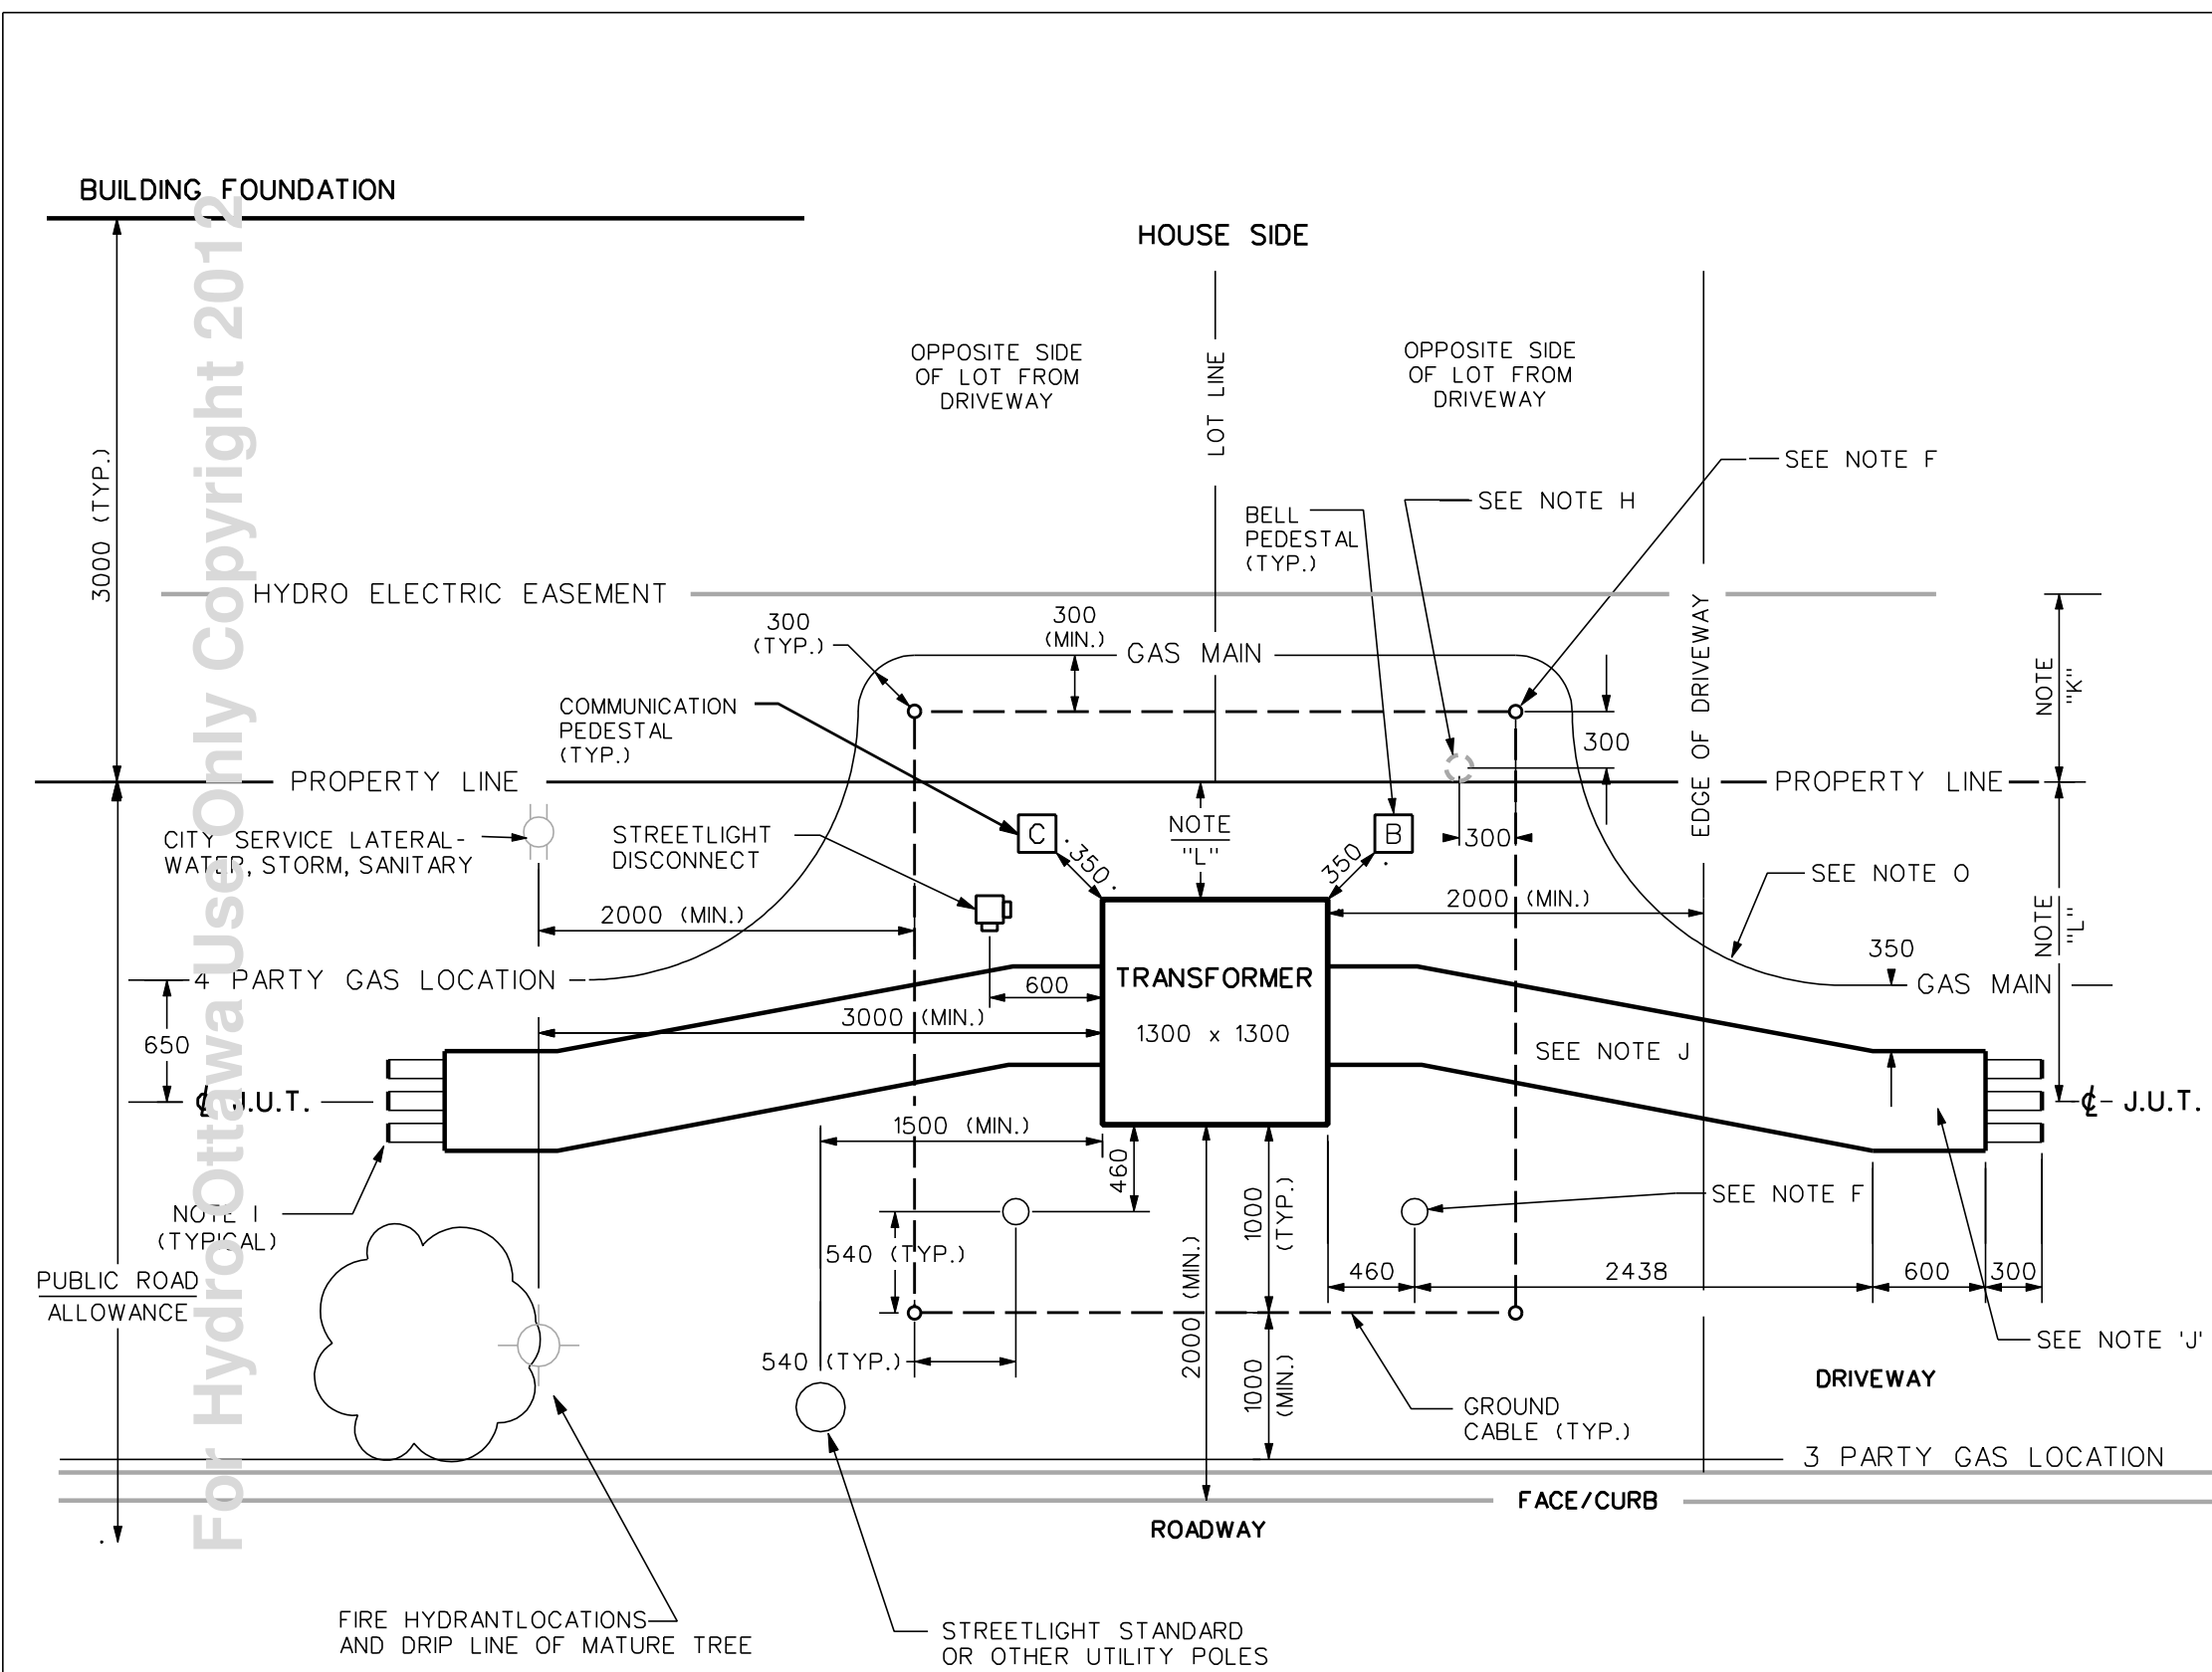 BUILDING FOUNDATION
HOUSE SIDE
OPPOSITE SIDE
OF LOT FROM
DRIVEWAY
LOT LINE
OPPOSITE SIDE
OF LOT FROM
DRIVEWAY
SEE NOTE F
SEE NOTE H
BELL
PEDESTAL
(TYP.)
3000 (TYP.)
For Hydro Ottawa Use Only Copyright 2012
HYDRO ELECTRIC EASEMENT
300
(TYP.)
300
(MIN.)
GAS MAIN
EDGE OF DRIVEWAY
NOTE
"K"
COMMUNICATION
PEDESTAL
(TYP.)
300
PROPERTY LINE
PROPERTY LINE
CITY SERVICE LATERAL-
WATER, STORM, SANITARY
STREETLIGHT
DISCONNECT
C
350
NOTE
"L"
350
B
300
SEE NOTE O
2000 (MIN.)
2000 (MIN.)
NOTE
"L"
350
4 PARTY GAS LOCATION
GAS MAIN
600
TRANSFORMER
1300 x 1300
3000 (MIN.)
650
SEE NOTE J
℄ J.U.T.
℄ J.U.T.
1500 (MIN.)
460
NOTE I
(TYPICAL)
1000
(TYP.)
SEE NOTE F
540 (TYP.)
2000 (MIN.)
460
2438
600
300
PUBLIC ROAD
ALLOWANCE
SEE NOTE 'J'
540 (TYP.)
1000
(MIN.)
DRIVEWAY
GROUND
CABLE (TYP.)
3 PARTY GAS LOCATION
FACE/CURB
ROADWAY
FIRE HYDRANTLOCATIONS
AND DRIP LINE OF MATURE TREE
STREETLIGHT STANDARD
OR OTHER UTILITY POLES